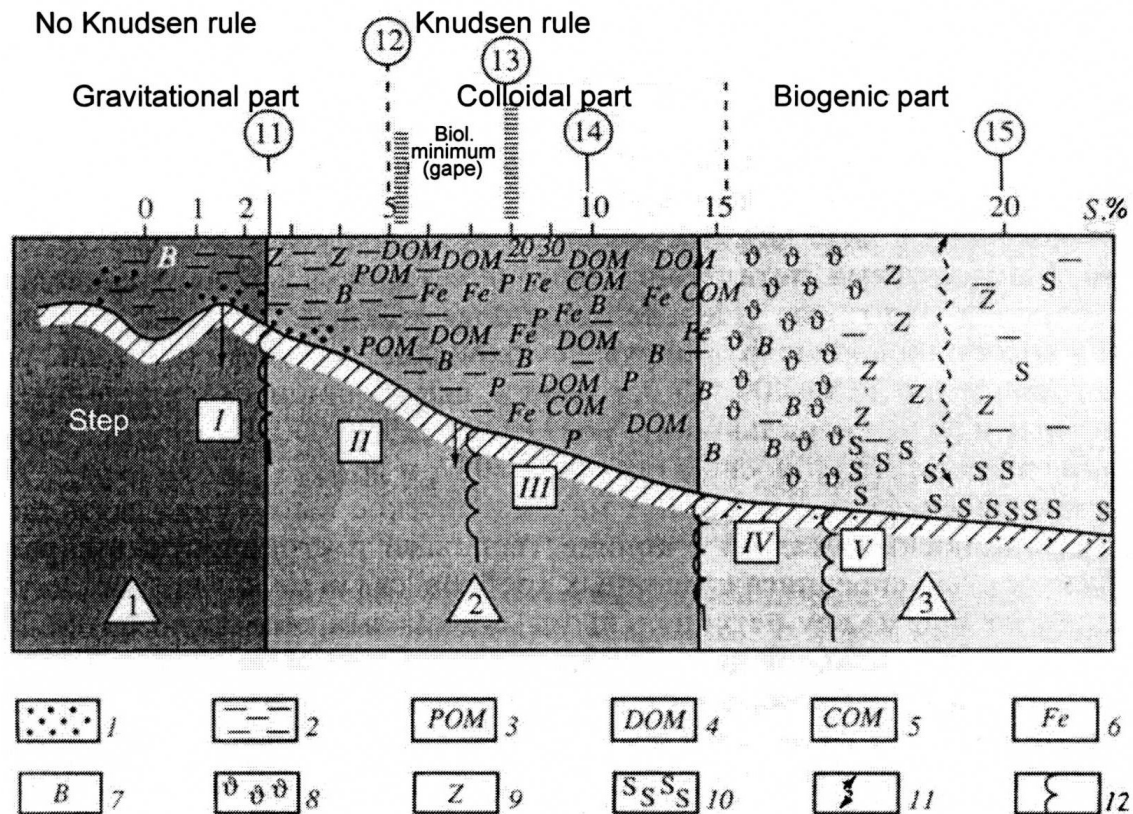 No Knudsen rule
12
Knudsen rule
13
Gravitational part
Colloidal part
Biogenic part
11
Biol.
minimum
(gape)
14
15
0 1 2 5 10 15 20 S,%
B Z Z DOM DOM 20 30 DOM DOM Z S
POM P Fe COM Z
B Fe Fe P Fe B Fe COM S
POM DOM Fe DOM Fe Z Z
B B B B Z S
P DOM P B Z
Fe COM B Z
P DOM B B S
Step
I
II
III
IV
V
1
2
3
1
2
POM 3
DOM 4
COM 5
Fe 6
B 7
8
Z 9
S S S S 10
11
12